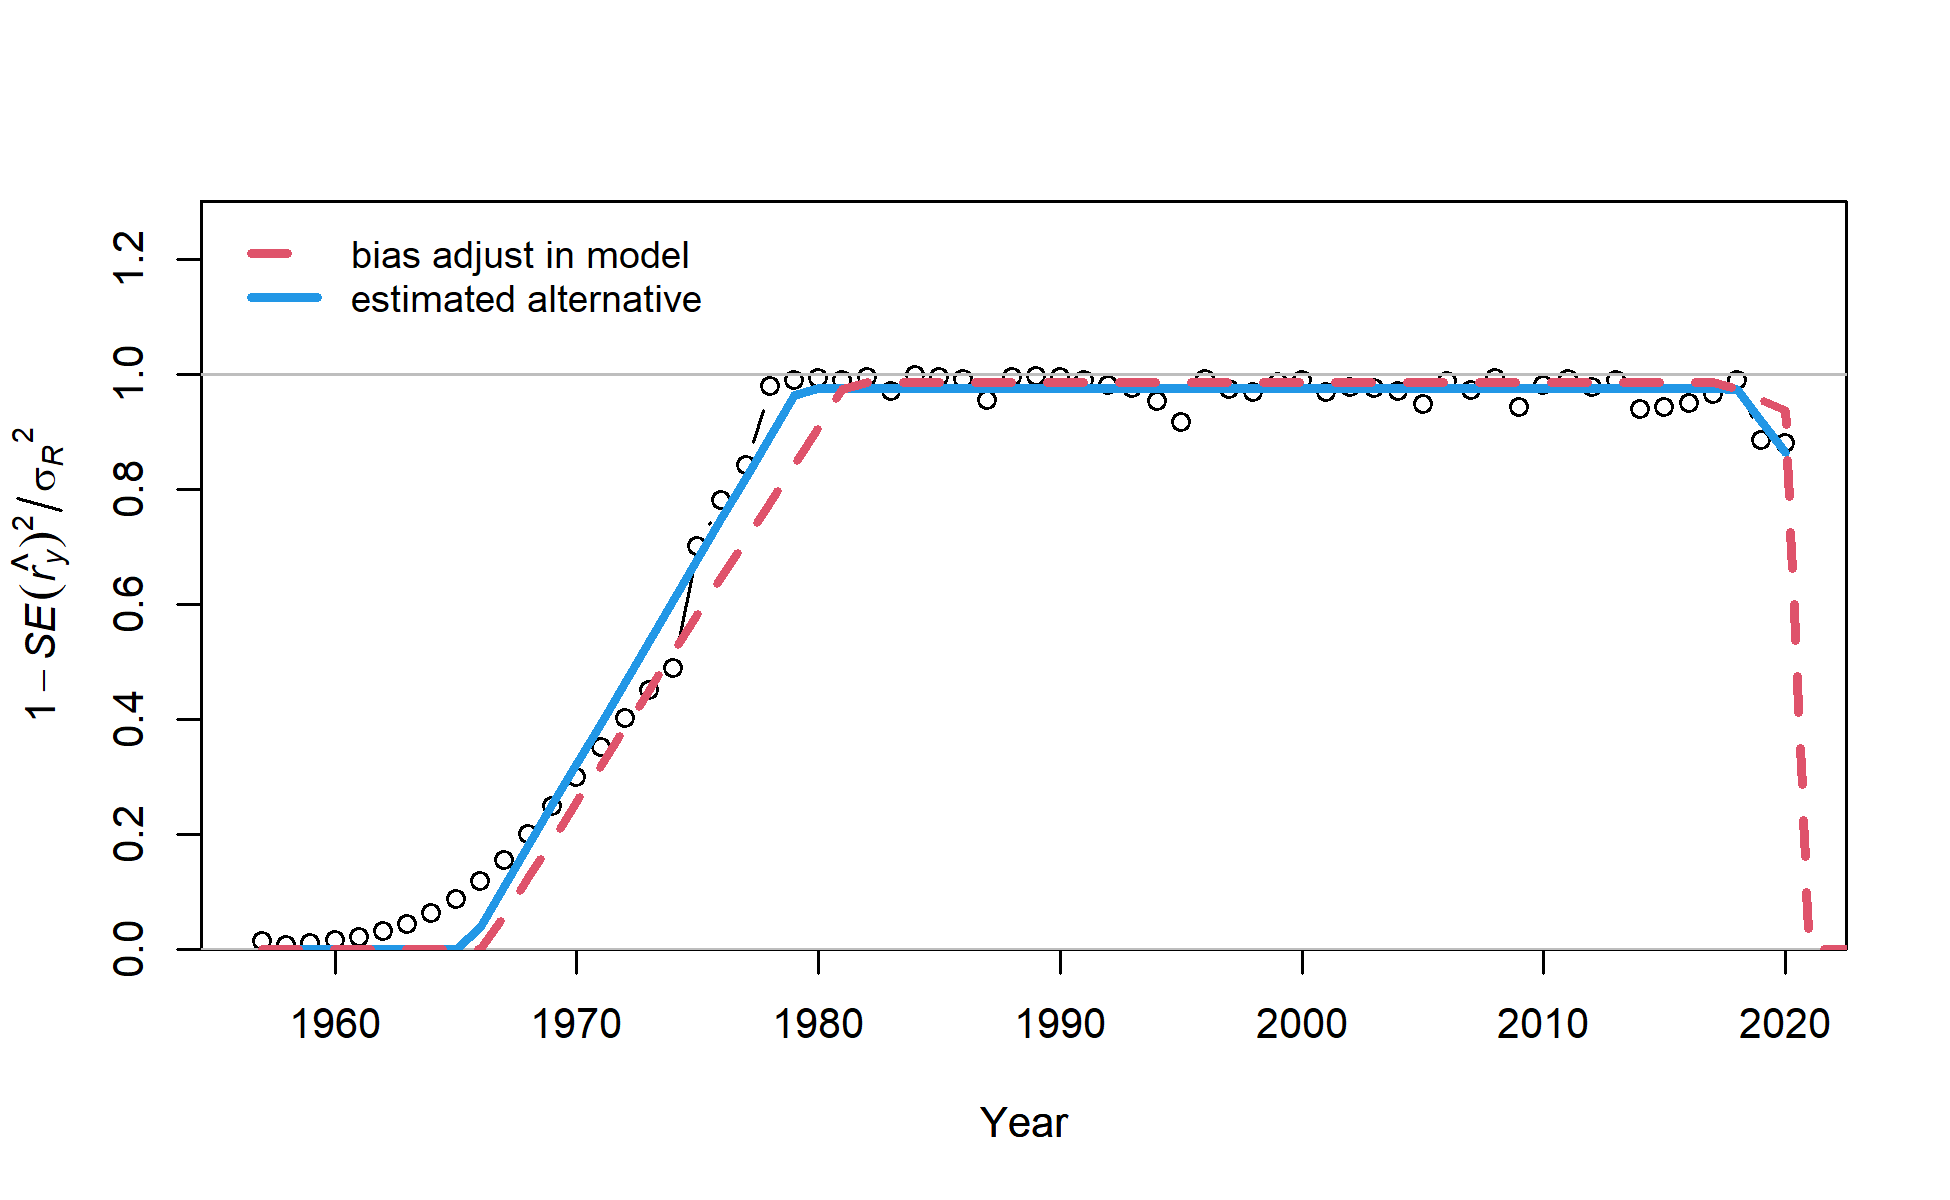 bias adjust in model
estimated alternative
1 − SE(r̂y)²/σR²
1.2
1.0
0.8
0.6
0.4
0.2
0.0
1960 1970 1980 1990 2000 2010 2020
Year